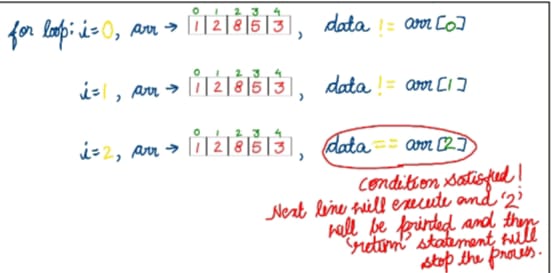 0 1 2 3 4
for loop: i=0, arr → 1 2 8 5 3 , data != arr[0]
0 1 2 3 4
i=1, arr → 1 2 8 5 3 , data != arr[1]
0 1 2 3 4
i=2, arr → 1 2 8 5 3 , data == arr[2]
condition satisfied!
Next line will execute and '2'
will be printed and then
'return' statement will
stop the process.